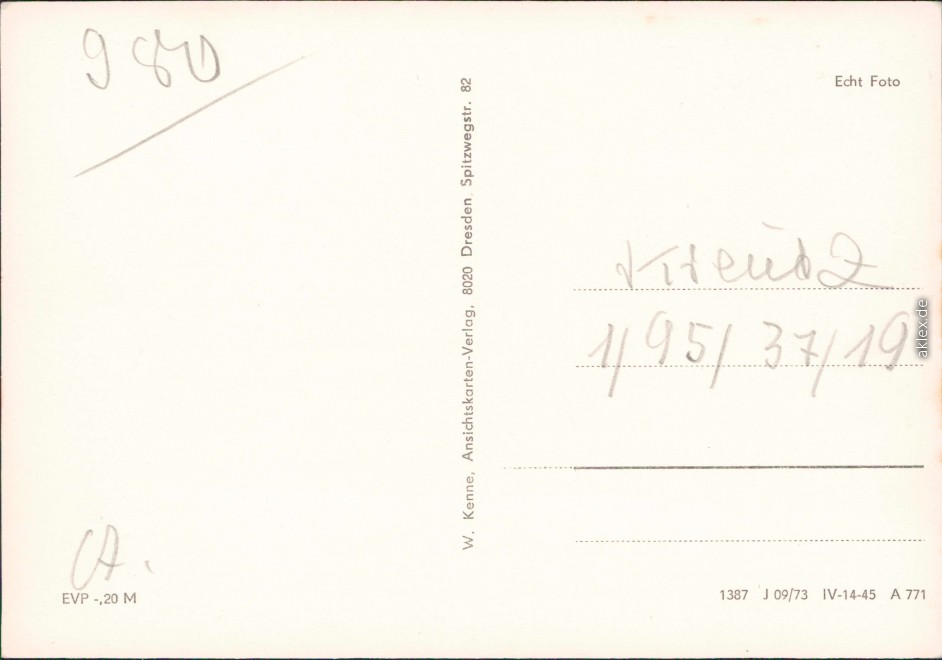 980
Echt Foto
W. Kenne, Ansichtskarten-Verlag, 8020 Dresden, Spitzwegstr. 82
1/95/37/19
A.
EVP -,20 M
1387 J 09/73 IV-14-45 A 771
aklex.de